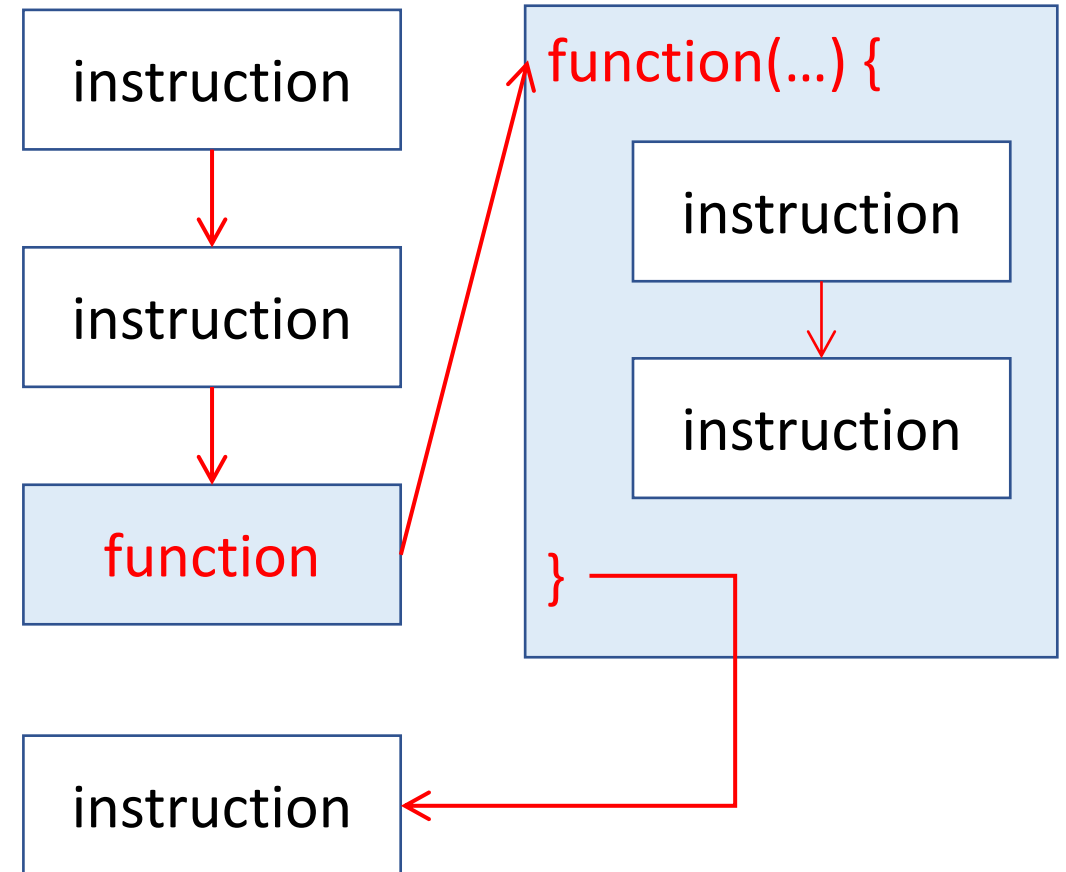 instruction
instruction
function
function(…) {
instruction
instruction
}
instruction